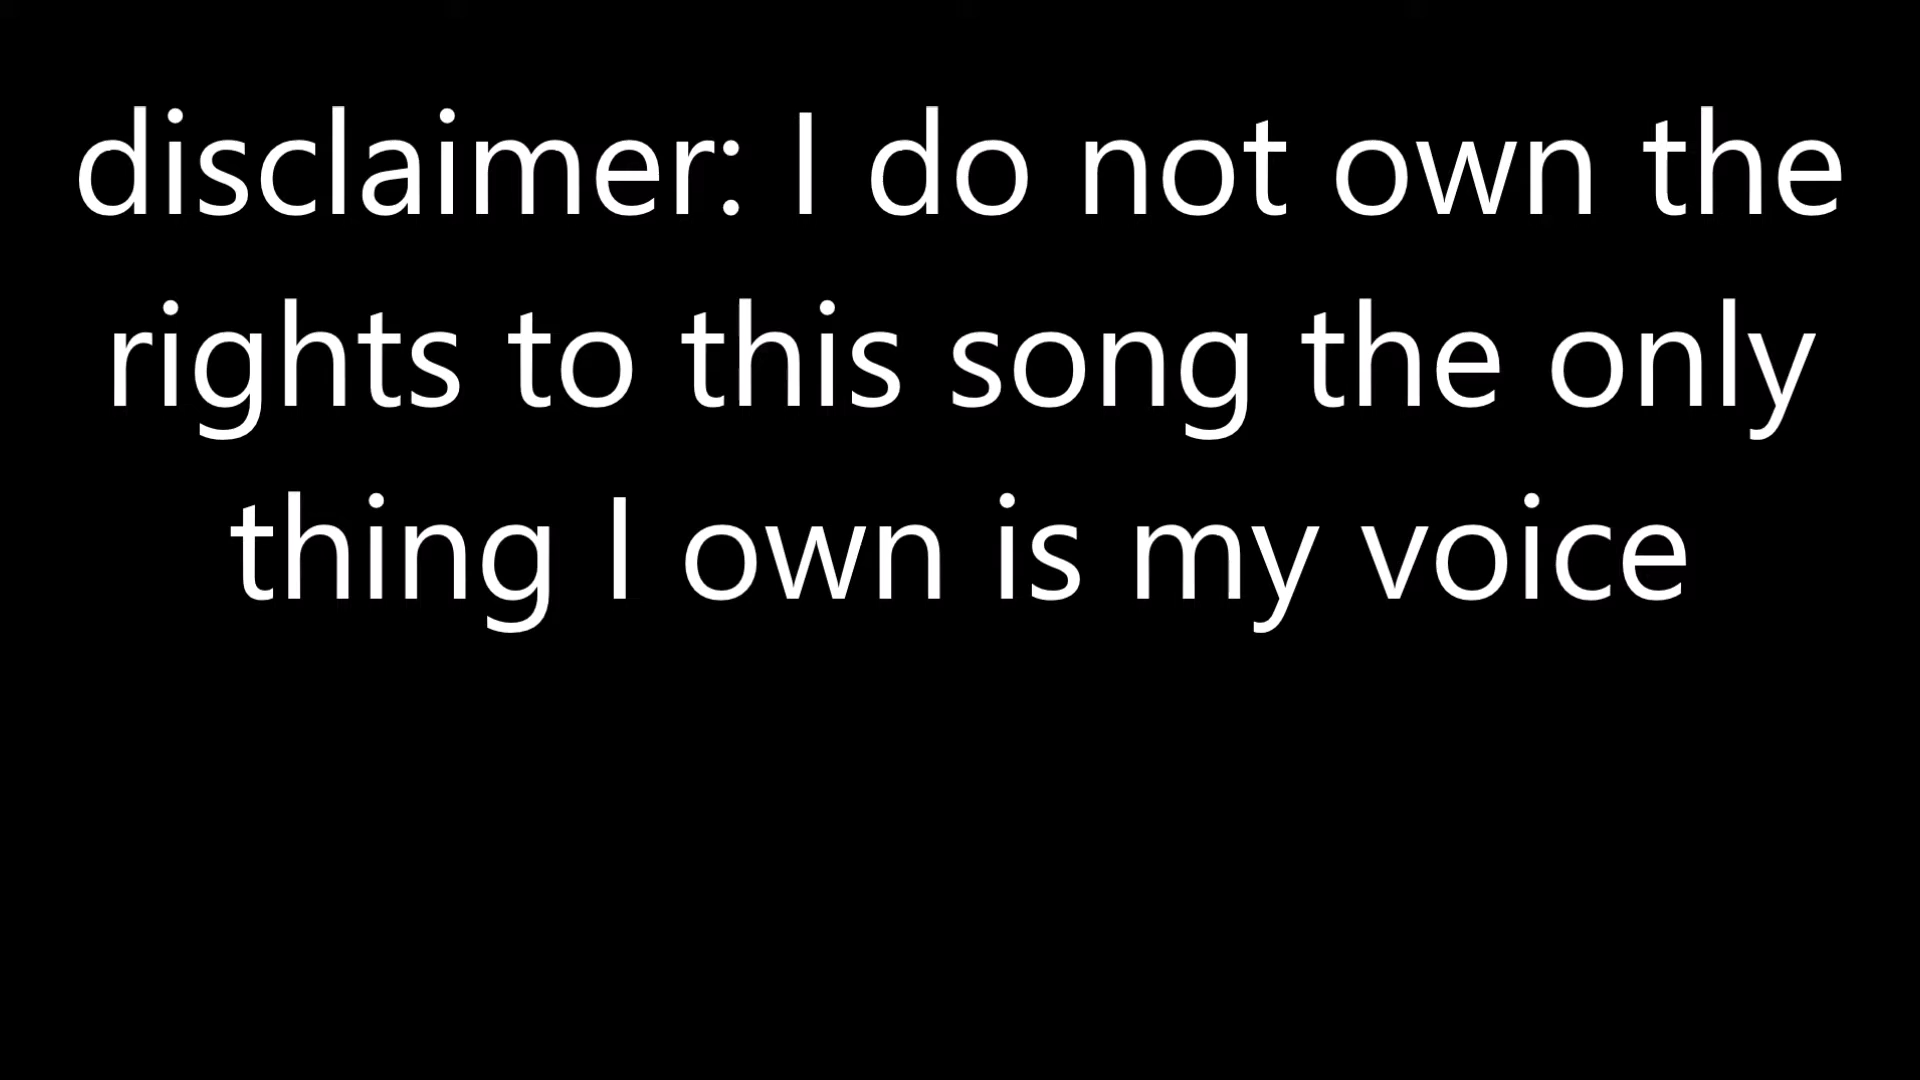 disclaimer: I do not own the
rights to this song the only
thing I own is my voice